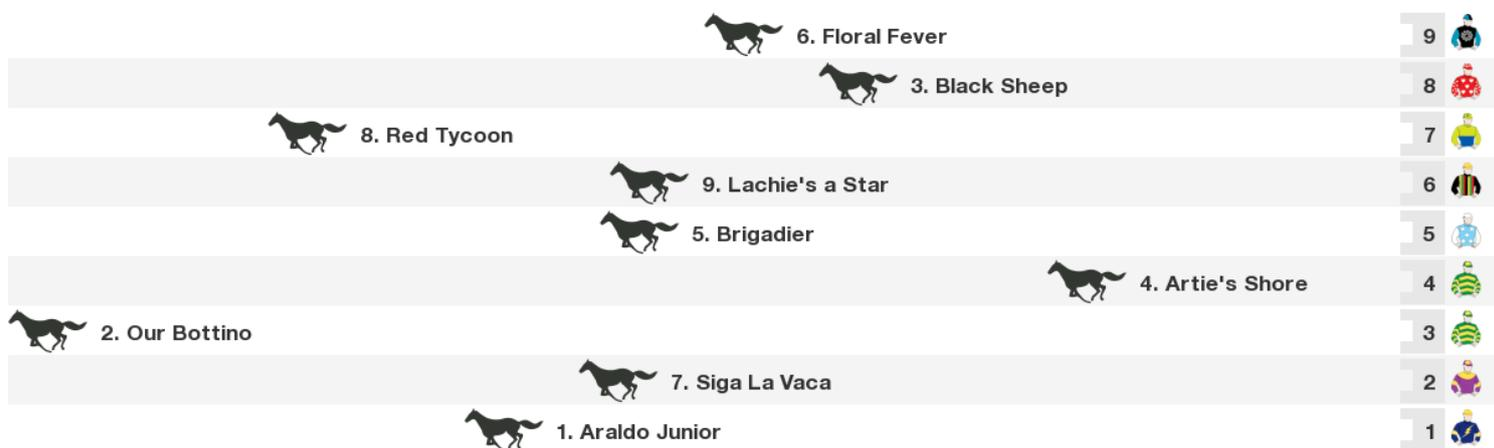 6. Floral Fever 9
3. Black Sheep 8
8. Red Tycoon 7
9. Lachie's a Star 6
5. Brigadier 5
4. Artie's Shore 4
2. Our Bottino 3
7. Siga La Vaca 2
1. Araldo Junior 1